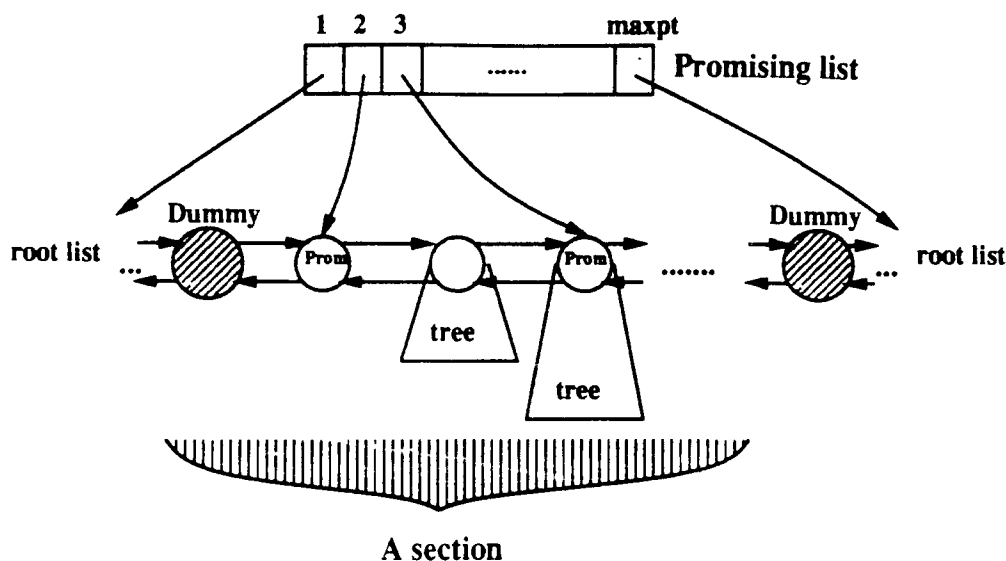 1 2 3 maxpt
...... Promising list
Dummy Dummy
root list ... Prom Prom ........ ... root list
tree
tree
A section